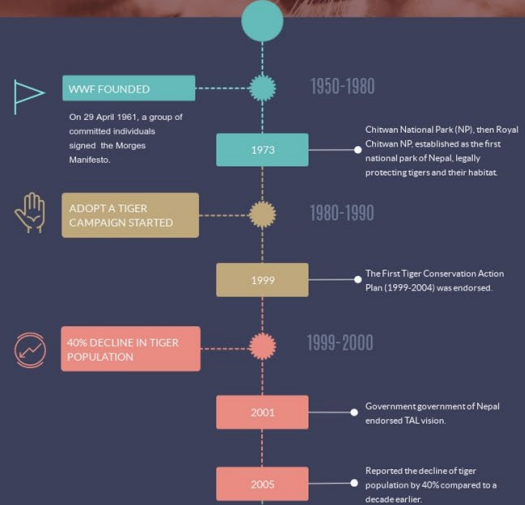 WWF FOUNDED
1950-1980
On 29 April 1961, a group of
committed individuals
signed the Morges
Manifesto.
1973
Chitwan National Park (NP), then Royal
Chitwan NP, established as the first
national park of Nepal, legally
protecting tigers and their habitat.
ADOPT A TIGER
CAMPAIGN STARTED
1980-1990
1999
The First Tiger Conservation Action
Plan (1999-2004) was endorsed.
40% DECLINE IN TIGER
POPULATION
1999-2000
2001
Government government of Nepal
endorsed TAL vision.
2005
Reported the decline of tiger
population by 40% compared to a
decade earlier.